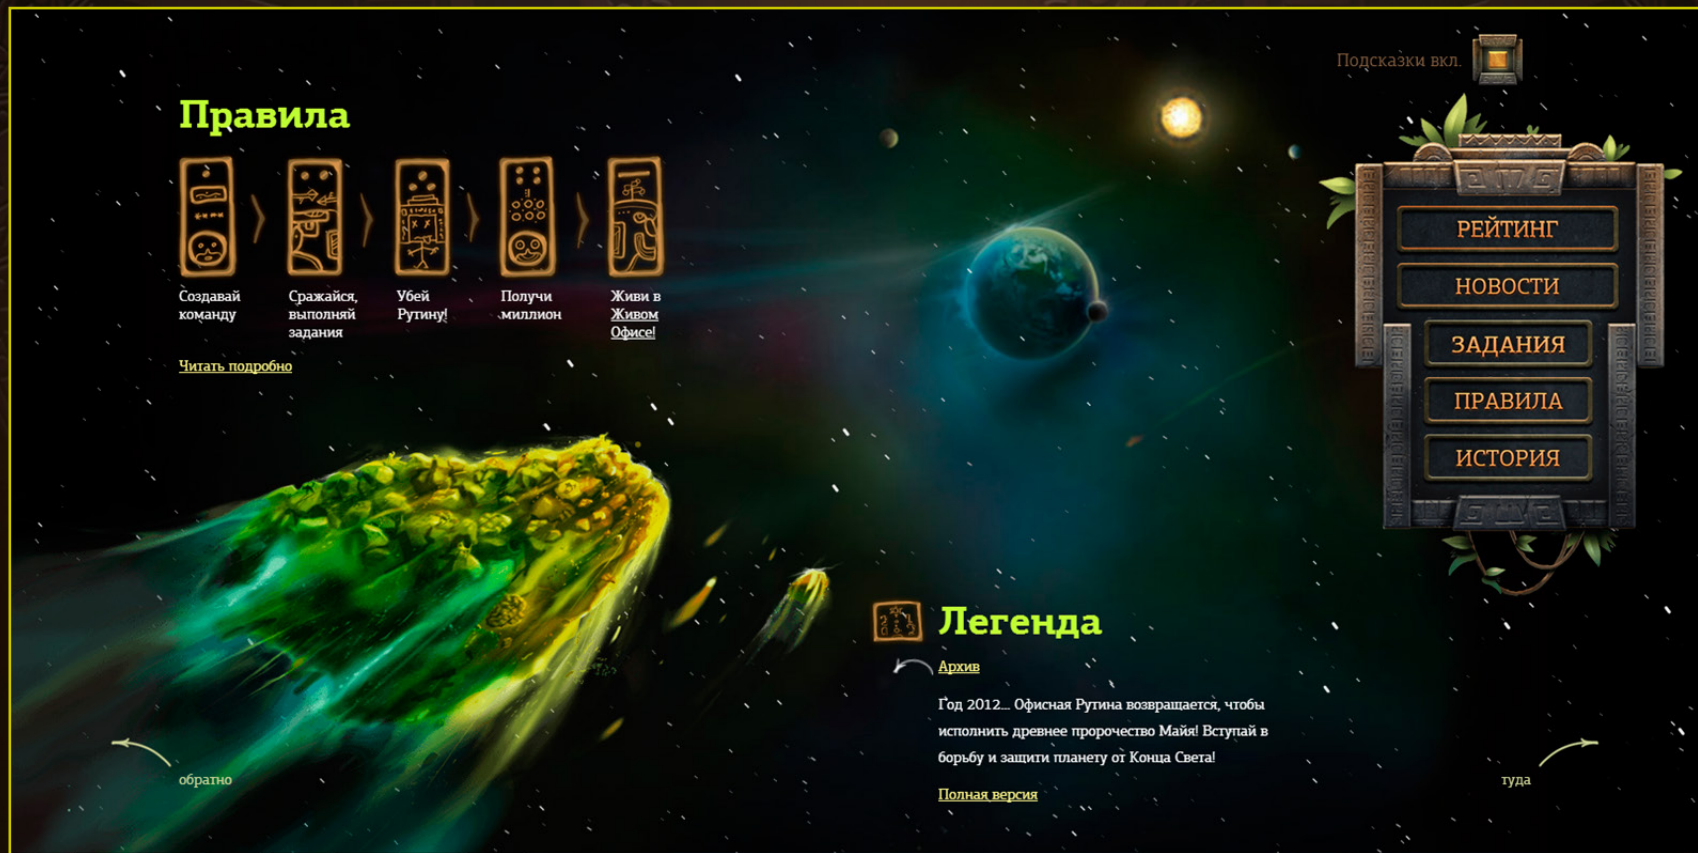 Подсказки вкл.
Правила
Создавай
команду
Сражайся,
выполняй
задания
Убей
Рутину!
Получи
миллион
Живи в
Живом
Офисе!
Читать подробно
РЕЙТИНГ
НОВОСТИ
ЗАДАНИЯ
ПРАВИЛА
ИСТОРИЯ
Легенда
Архив
Год 2012... Офисная Рутина возвращается, чтобы
исполнить древнее пророчество Майя! Вступай в
борьбу и защити планету от Конца Света!
Полная версия
обратно
туда